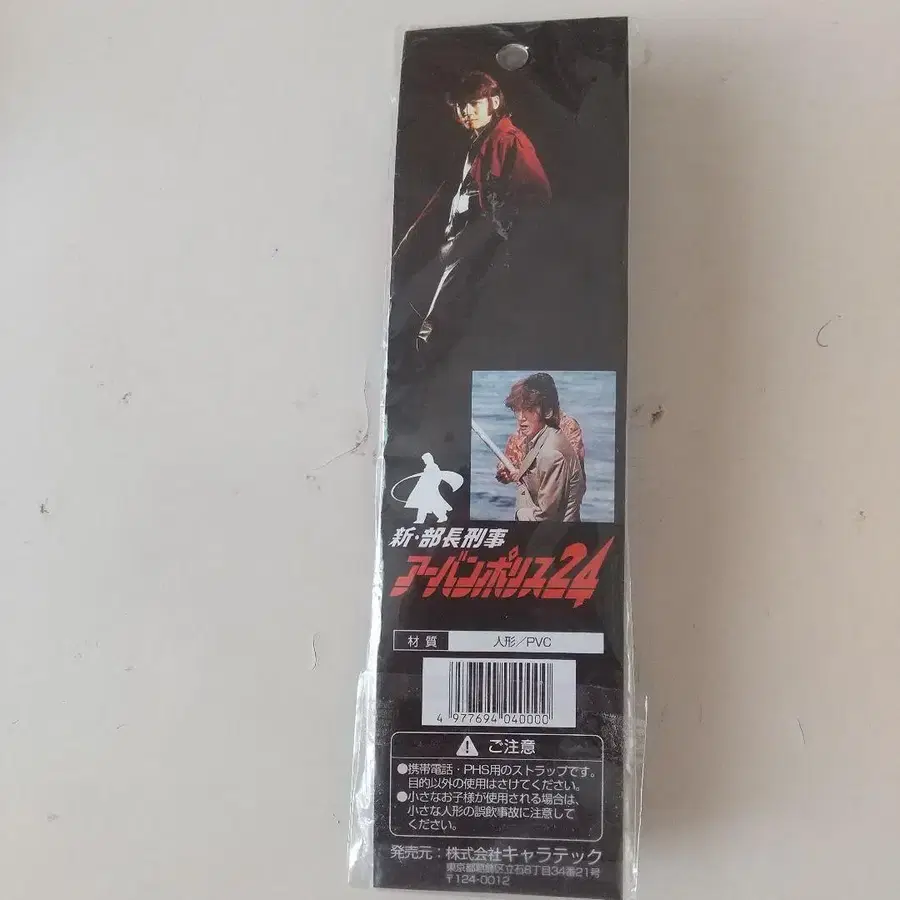 新・部長刑事
アーバンポリス24
材質 人形／PVC
4 977694 040000
ご注意
●携帯電話・PHS用のストラップです。
目的以外の使用はさけてください。
●小さなお子様が使用される場合は、
小さな人形の誤飲事故に注意して
ください。
発売元：株式会社キャラテック
東京都葛飾区立石6丁目34番21号
〒124-0012